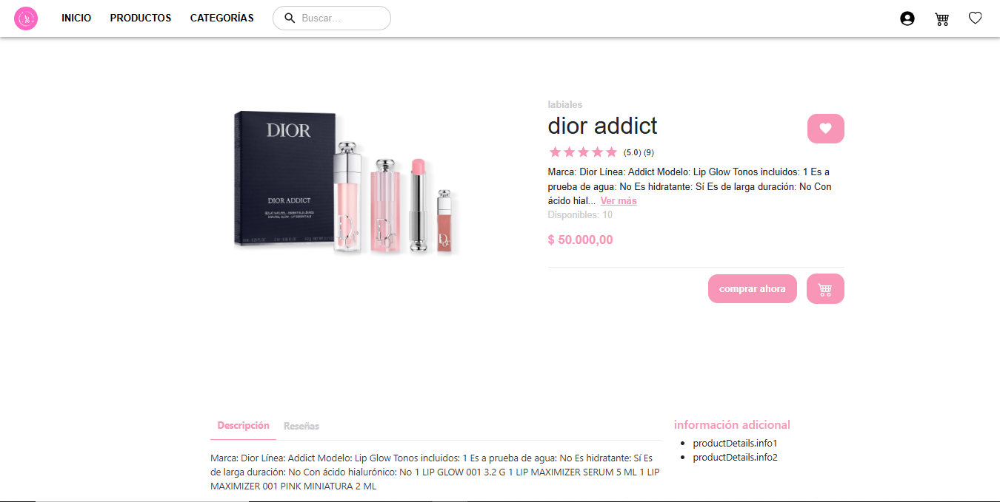 INICIO PRODUCTOS CATEGORÍAS Buscar...
labiales
dior addict
(5.0) (9)
Marca: Dior Línea: Addict Modelo: Lip Glow Tonos incluidos: 1 Es a
prueba de agua: No Es hidratante: Sí Es de larga duración: No Con
ácido hial... Ver más
Disponibles: 10
$ 50.000,00
comprar ahora
DIOR
DIOR ADDICT
Descripción Reseñas
Marca: Dior Línea: Addict Modelo: Lip Glow Tonos incluidos: 1 Es a prueba de agua: No Es hidratante: Sí Es
de larga duración: No Con ácido hialurónico: No 1 LIP GLOW 001 3.2 G 1 LIP MAXIMIZER SERUM 5 ML 1 LIP
MAXIMIZER 001 PINK MINIATURA 2 ML
información adicional
productDetails.info1
productDetails.info2